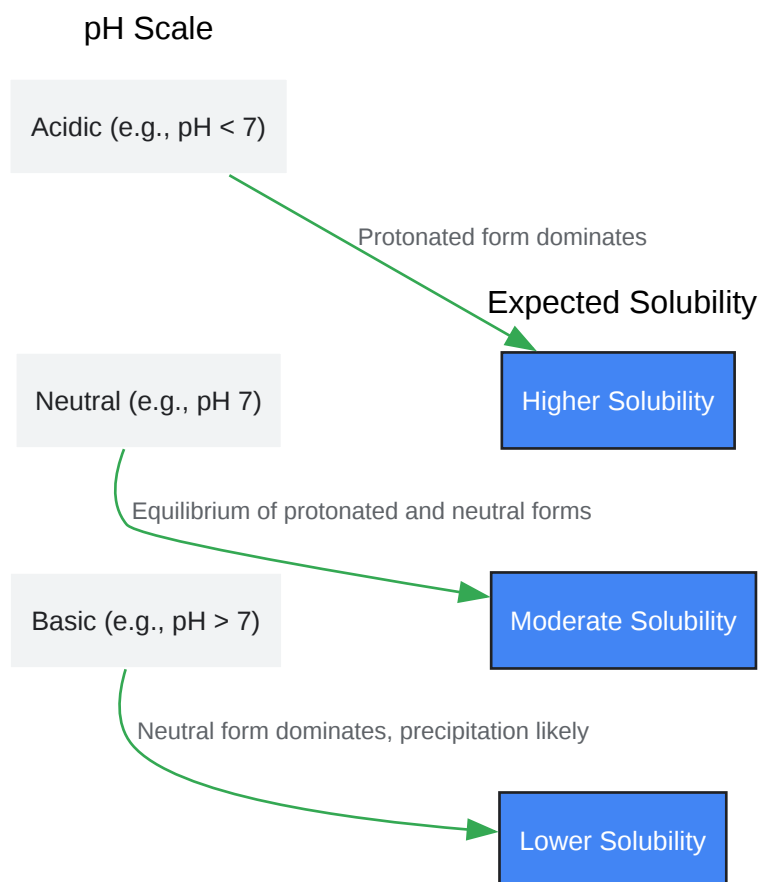 pH Scale
Acidic (e.g., pH < 7)
Protonated form dominates
Expected Solubility
Neutral (e.g., pH 7)
Higher Solubility
Equilibrium of protonated and neutral forms
Basic (e.g., pH > 7)
Moderate Solubility
Neutral form dominates, precipitation likely
Lower Solubility